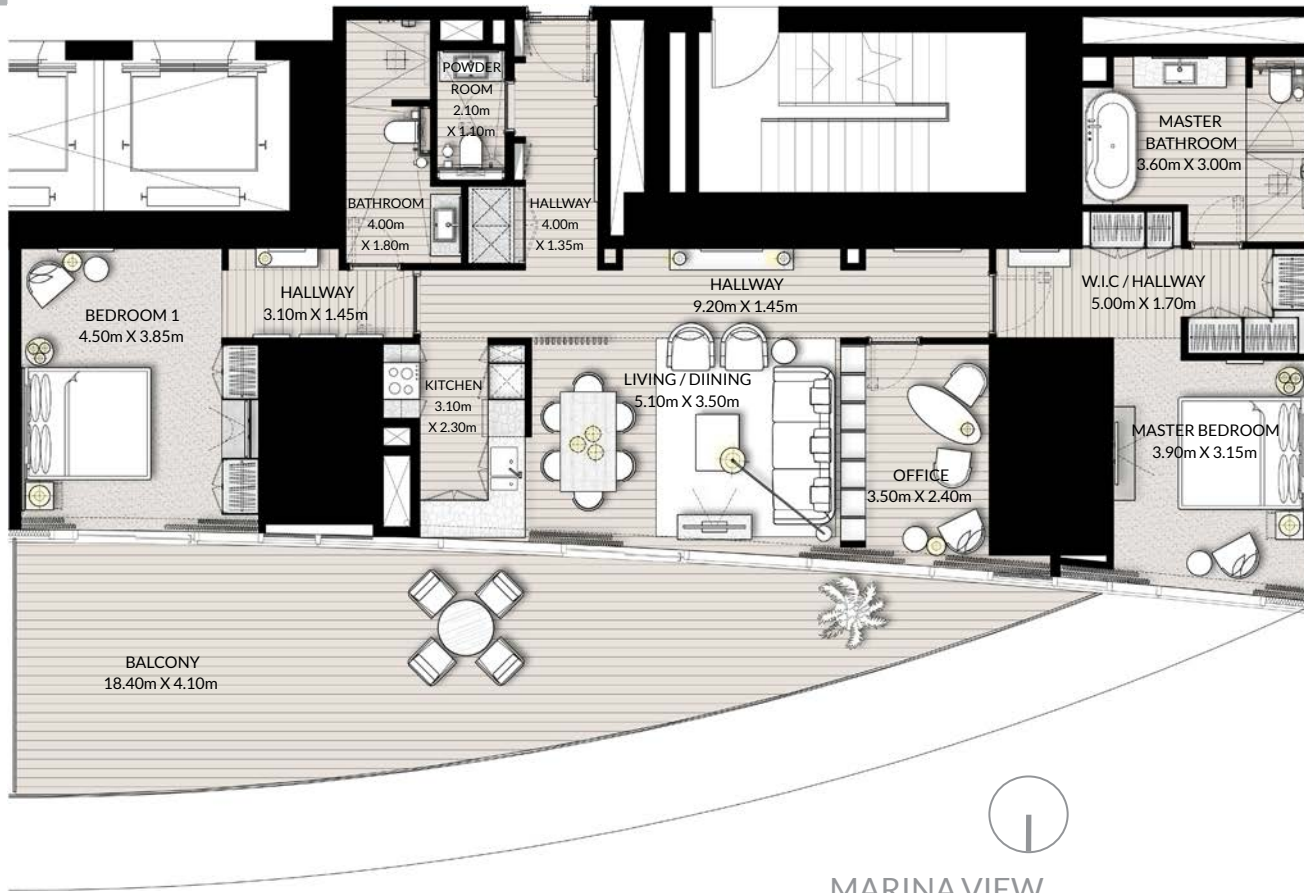 POWDER
ROOM
2.10m
X 1.10m
MASTER
BATHROOM
3.60m X 3.00m
BATHROOM
4.00m
X 1.80m
HALLWAY
4.00m
X 1.35m
BEDROOM 1
4.50m X 3.85m
HALLWAY
3.10m X 1.45m
HALLWAY
9.20m X 1.45m
W.I.C / HALLWAY
5.00m X 1.70m
KITCHEN
3.10m
X 2.30m
LIVING / DIINING
5.10m X 3.50m
OFFICE
3.50m X 2.40m
MASTER BEDROOM
3.90m X 3.15m
BALCONY
18.40m X 4.10m
MARINA VIEW